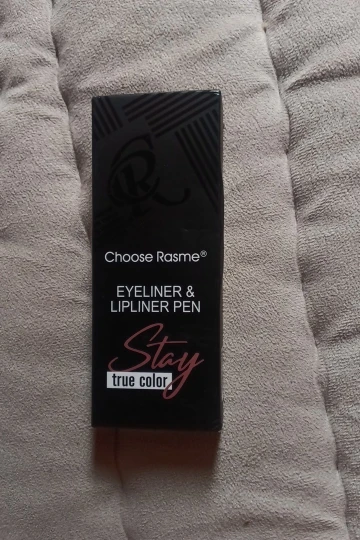 Choose Rasme®
EYELINER &
LIPLINER PEN
Stay
true color